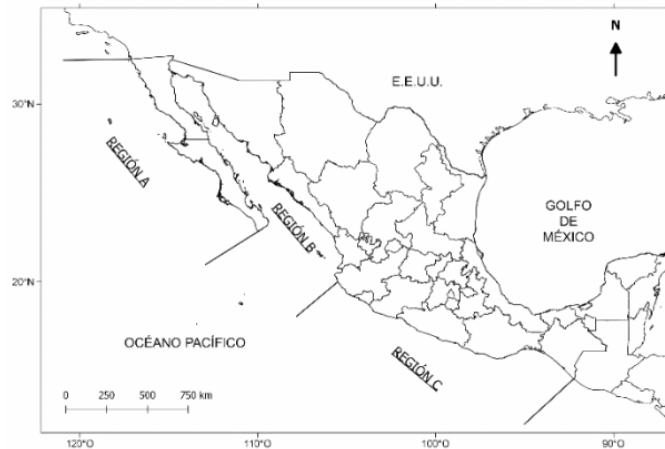 N
E.E.U.U.
30°N
REGIÓN A
REGIÓN B
GOLFO
DE
MÉXICO
20°N
OCÉANO PACÍFICO
REGIÓN C
0 250 500 750 km
120°O 110°O 100°O 90°O